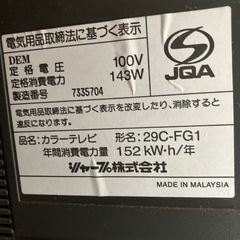 電気用品取締法に基づく表示
DEM
定格電圧 100V
定格消費電力 143W
製造番号 7335704
電気用品取締法に基づく表示を改変したり、消除すると
違反になります。
S
JQA
品名:カラーテレビ 形名:29C-FG1
年間消費電力量 152 kW·h/年
シャープ株式会社
MADE IN MALAYSIA